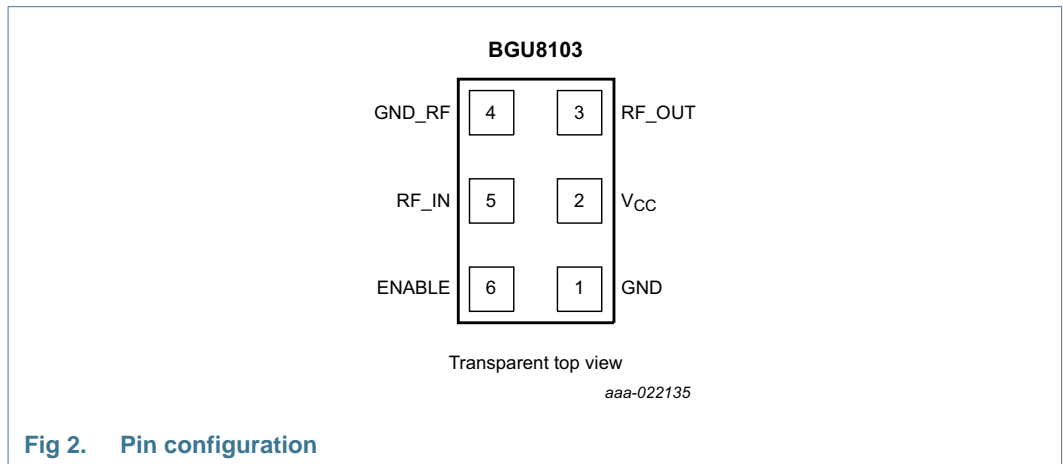 BGU8103
GND_RF 4 3 RF_OUT
RF_IN 5 2 VCC
ENABLE 6 1 GND
Transparent top view
aaa-022135
Fig 2. Pin configuration